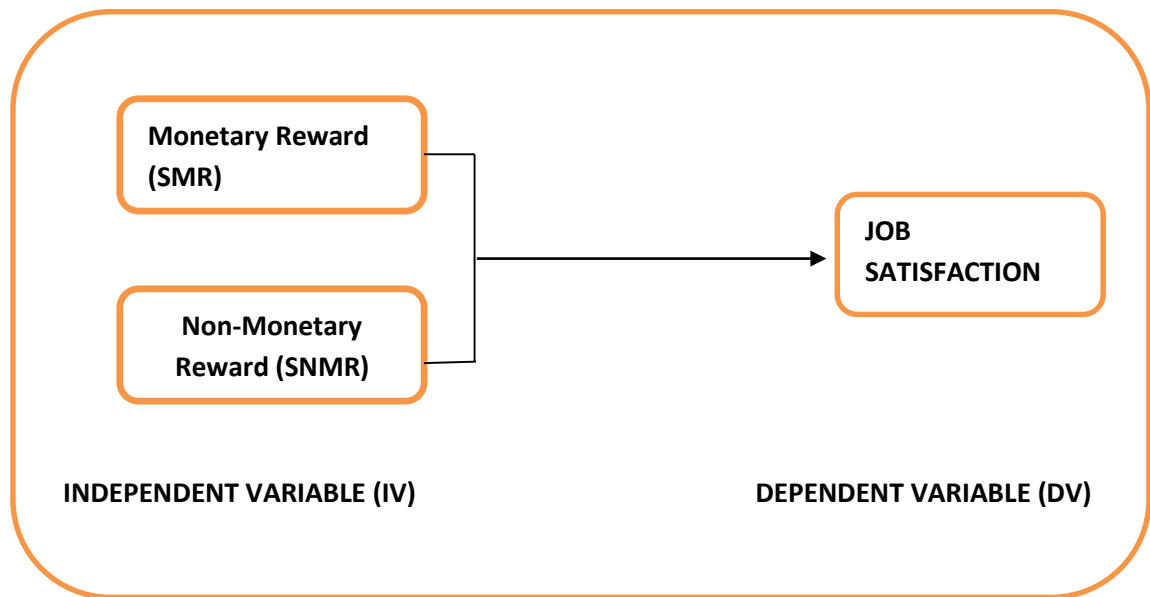 Monetary Reward
(SMR)
JOB
SATISFACTION
Non-Monetary
Reward (SNMR)
INDEPENDENT VARIABLE (IV)
DEPENDENT VARIABLE (DV)